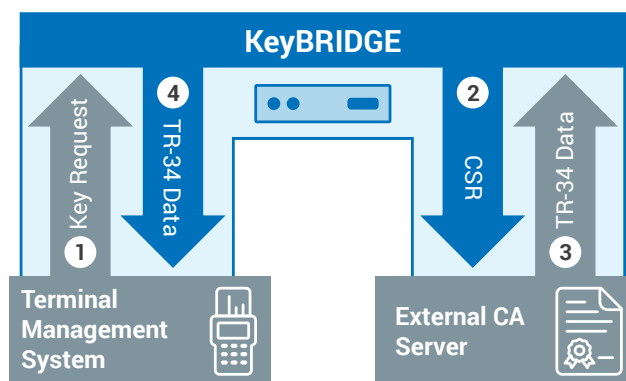 KeyBRIDGE
1
Key Request
4
TR-34 Data
2
CSR
3
TR-34 Data
Terminal
Management
System
External CA
Server